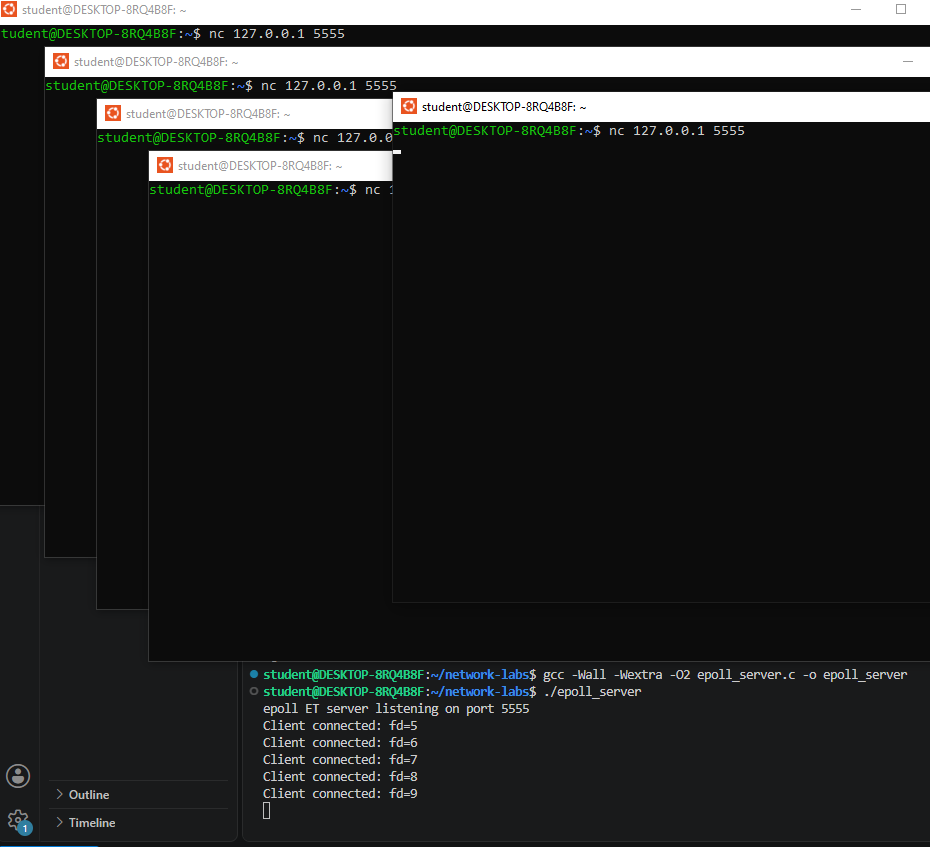 student@DESKTOP-8RQ4B8F: ~
tudent@DESKTOP-8RQ4B8F:~$ nc 127.0.0.1 5555
student@DESKTOP-8RQ4B8F: ~
student@DESKTOP-8RQ4B8F:~$ nc 127.0.0.1 5555
student@DESKTOP-8RQ4B8F: ~
student@DESKTOP-8RQ4B8F:~$ nc 127.0.0
student@DESKTOP-8RQ4B8F: ~
student@DESKTOP-8RQ4B8F:~$ nc 1
student@DESKTOP-8RQ4B8F: ~
student@DESKTOP-8RQ4B8F:~$ nc 127.0.0.1 5555
student@DESKTOP-8RQ4B8F:~/network-labs$ gcc -Wall -Wextra -O2 epoll_server.c -o epoll_server
student@DESKTOP-8RQ4B8F:~/network-labs$ ./epoll_server
epoll ET server listening on port 5555
Client connected: fd=5
Client connected: fd=6
Client connected: fd=7
Client connected: fd=8
Client connected: fd=9
Outline
Timeline
1